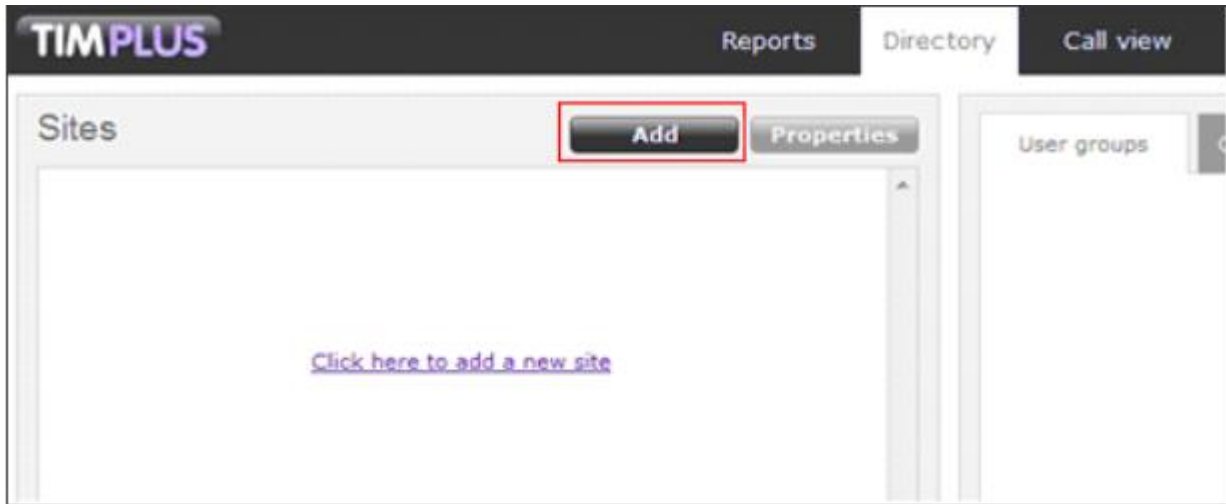 TIMPLUS Reports Directory Call view
Sites Add Properties User groups
Click here to add a new site